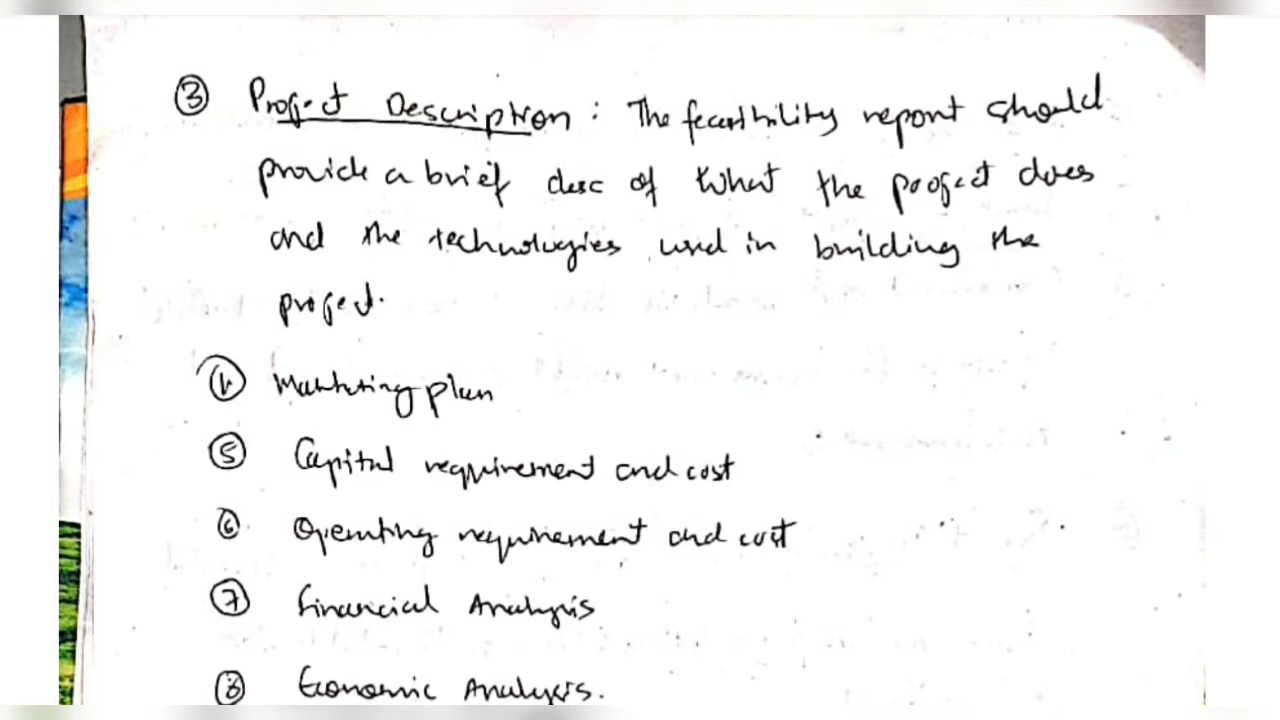 ③ Project Description : The feasibility report should
provide a brief desc of what the project does
and the technologies used in building the
project.
④ Marketing plan
⑤ Capital requirement and cost
⑥ Operating requirement and cost
⑦ Financial Analysis
⑧ Economic Analysis.